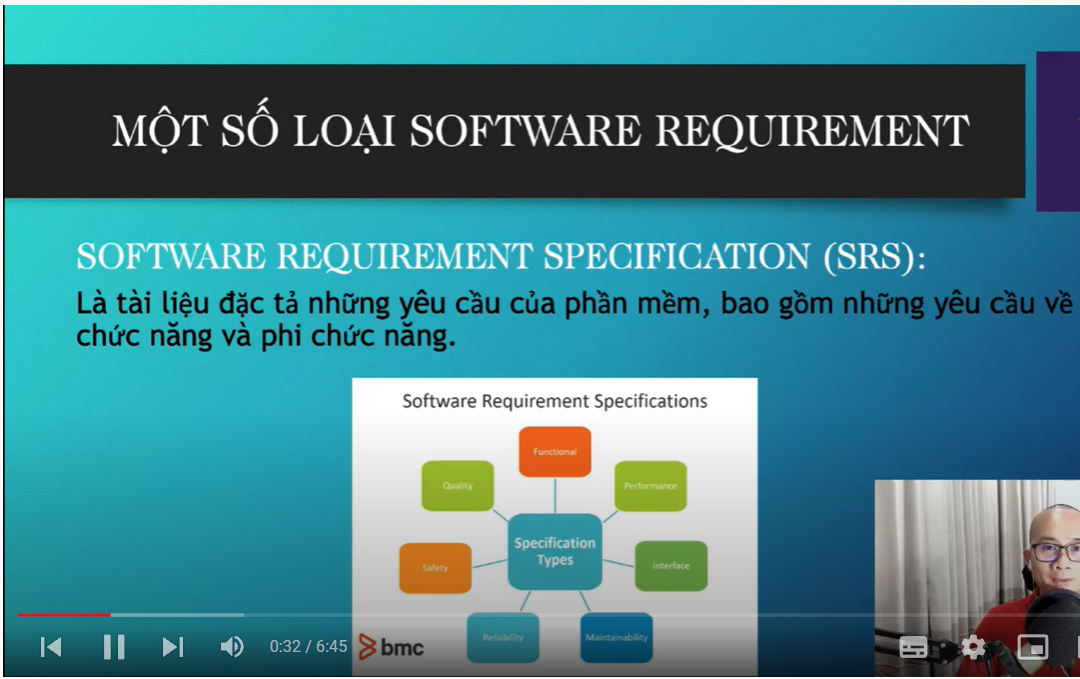 MỘT SỐ LOẠI SOFTWARE REQUIREMENT
SOFTWARE REQUIREMENT SPECIFICATION (SRS):
Là tài liệu đặc tả những yêu cầu của phần mềm, bao gồm những yêu cầu về
chức năng và phi chức năng.
Software Requirement Specifications
Functional
Quality
Performance
Specification
Types
Safety
Interface
Reliability
Maintainability
0:32 / 6:45
bmc